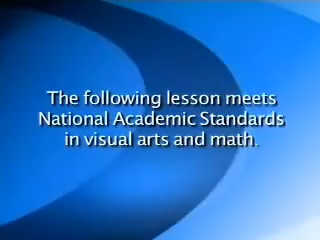 The following lesson meets
National Academic Standards
in visual arts and math.